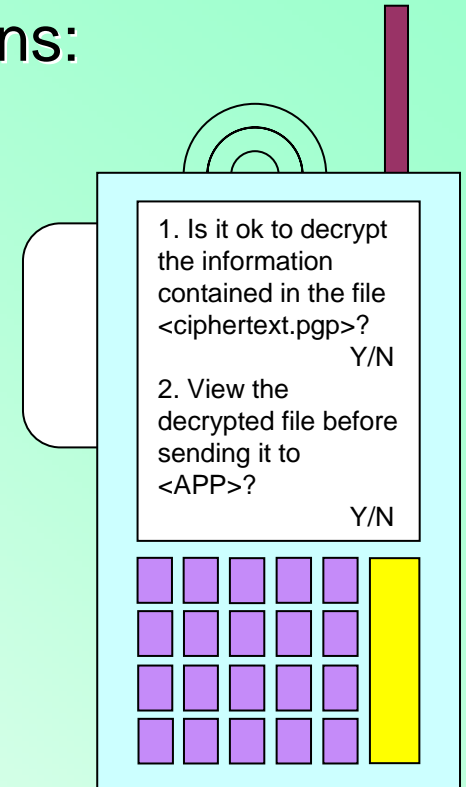 ns:
1. Is it ok to decrypt
the information
contained in the file
<ciphertext.pgp>?
Y/N
2. View the
decrypted file before
sending it to
<APP>?
Y/N